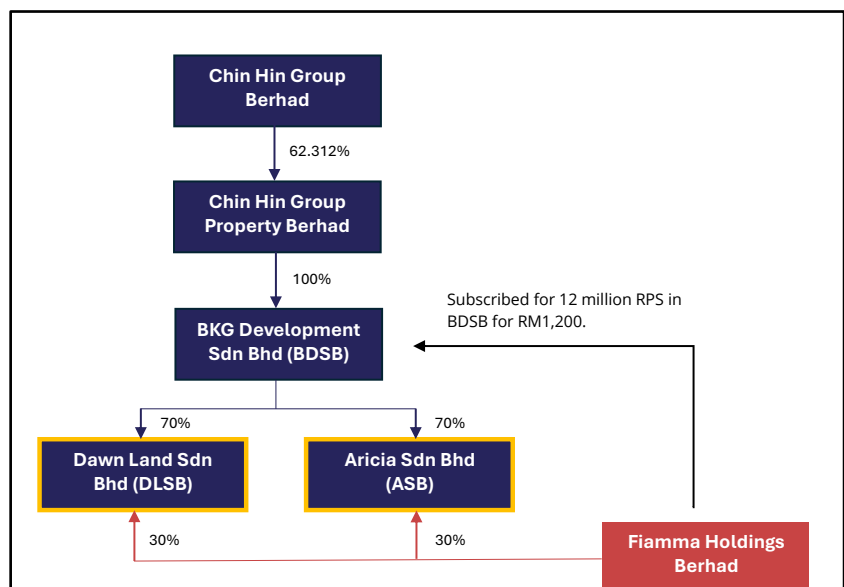 Chin Hin Group
Berhad
62.312%
Chin Hin Group
Property Berhad
100%
Subscribed for 12 million RPS in
BDSB for RM1,200.
BKG Development
Sdn Bhd (BDSB)
70%
70%
Dawn Land Sdn
Bhd (DLSB)
Aricia Sdn Bhd
(ASB)
30%
30%
Fiamma Holdings
Berhad